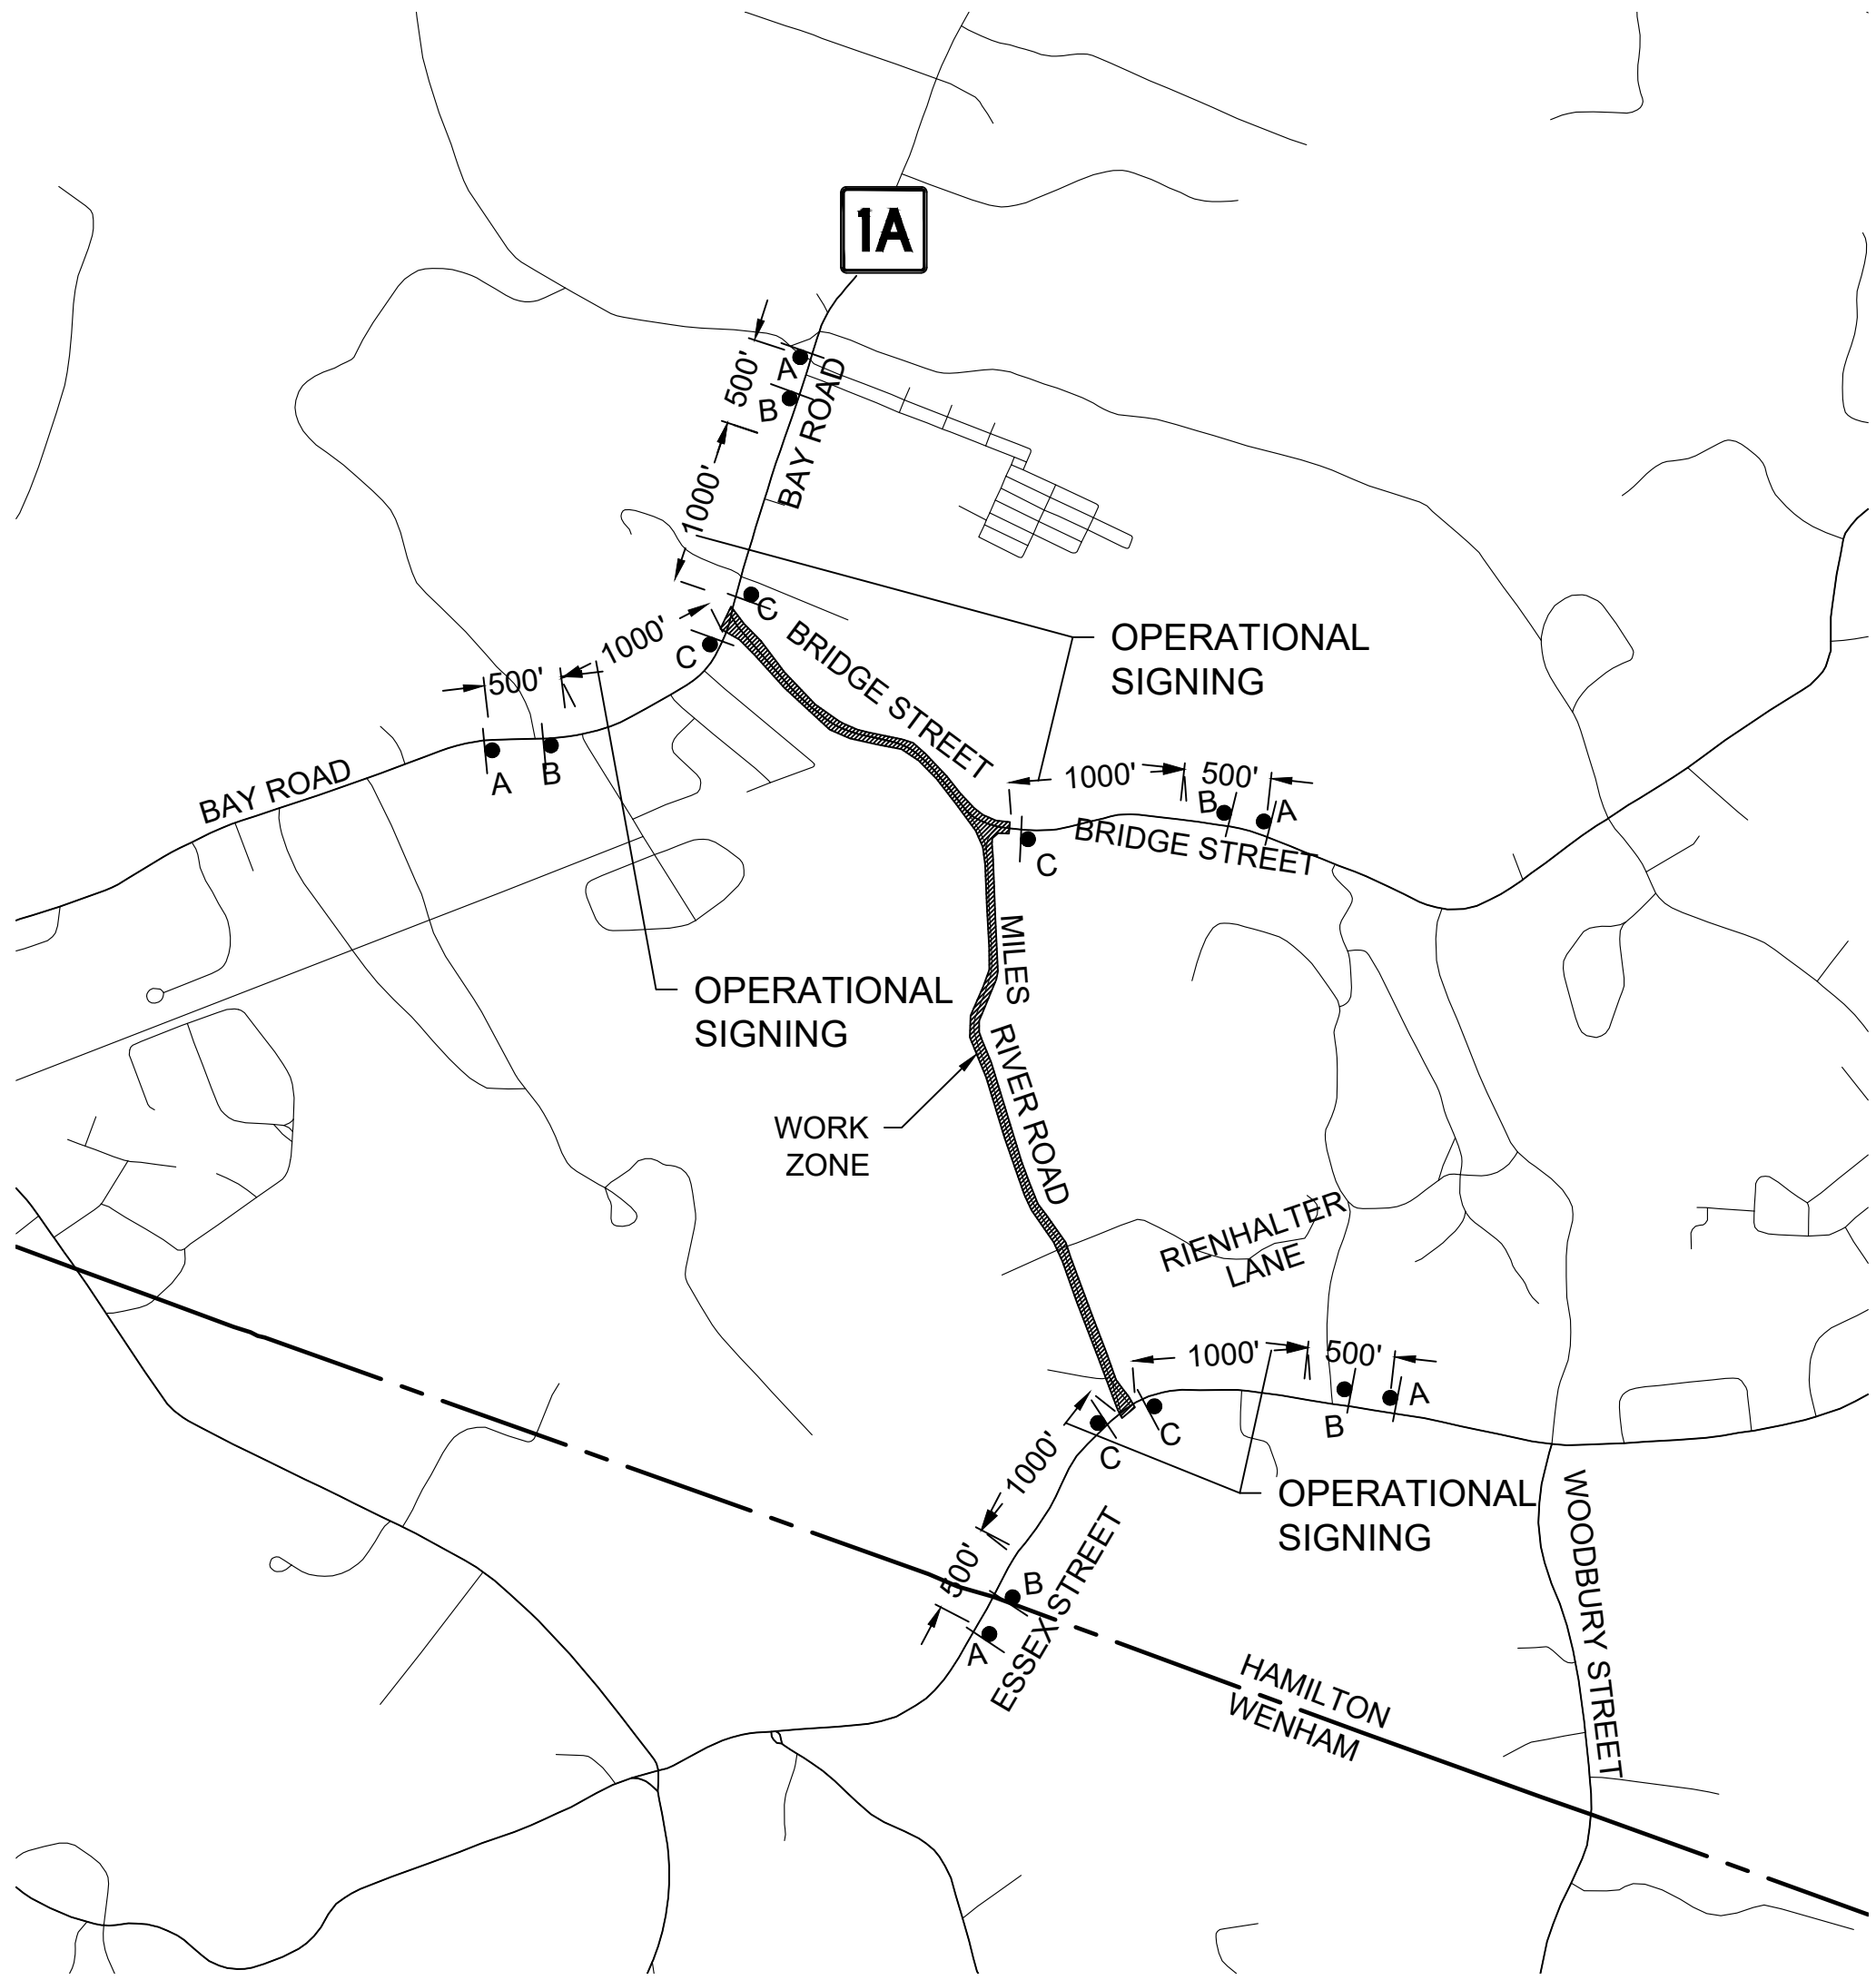 1A
500'
A
B
BAY ROAD
1000'
C
BRIDGE STREET
1000'
C
500'
OPERATIONAL
SIGNING
A
B
BAY ROAD
1000'
500'
B
A
BRIDGE STREET
C
MILES
RIVER ROAD
OPERATIONAL
SIGNING
WORK
ZONE
RIENHALTER
LANE
1000'
500'
A
B
C
C
1000'
OPERATIONAL
SIGNING
500'
B
A
ESSEX STREET
WOODBURY STREET
HAMILTON
WENHAM